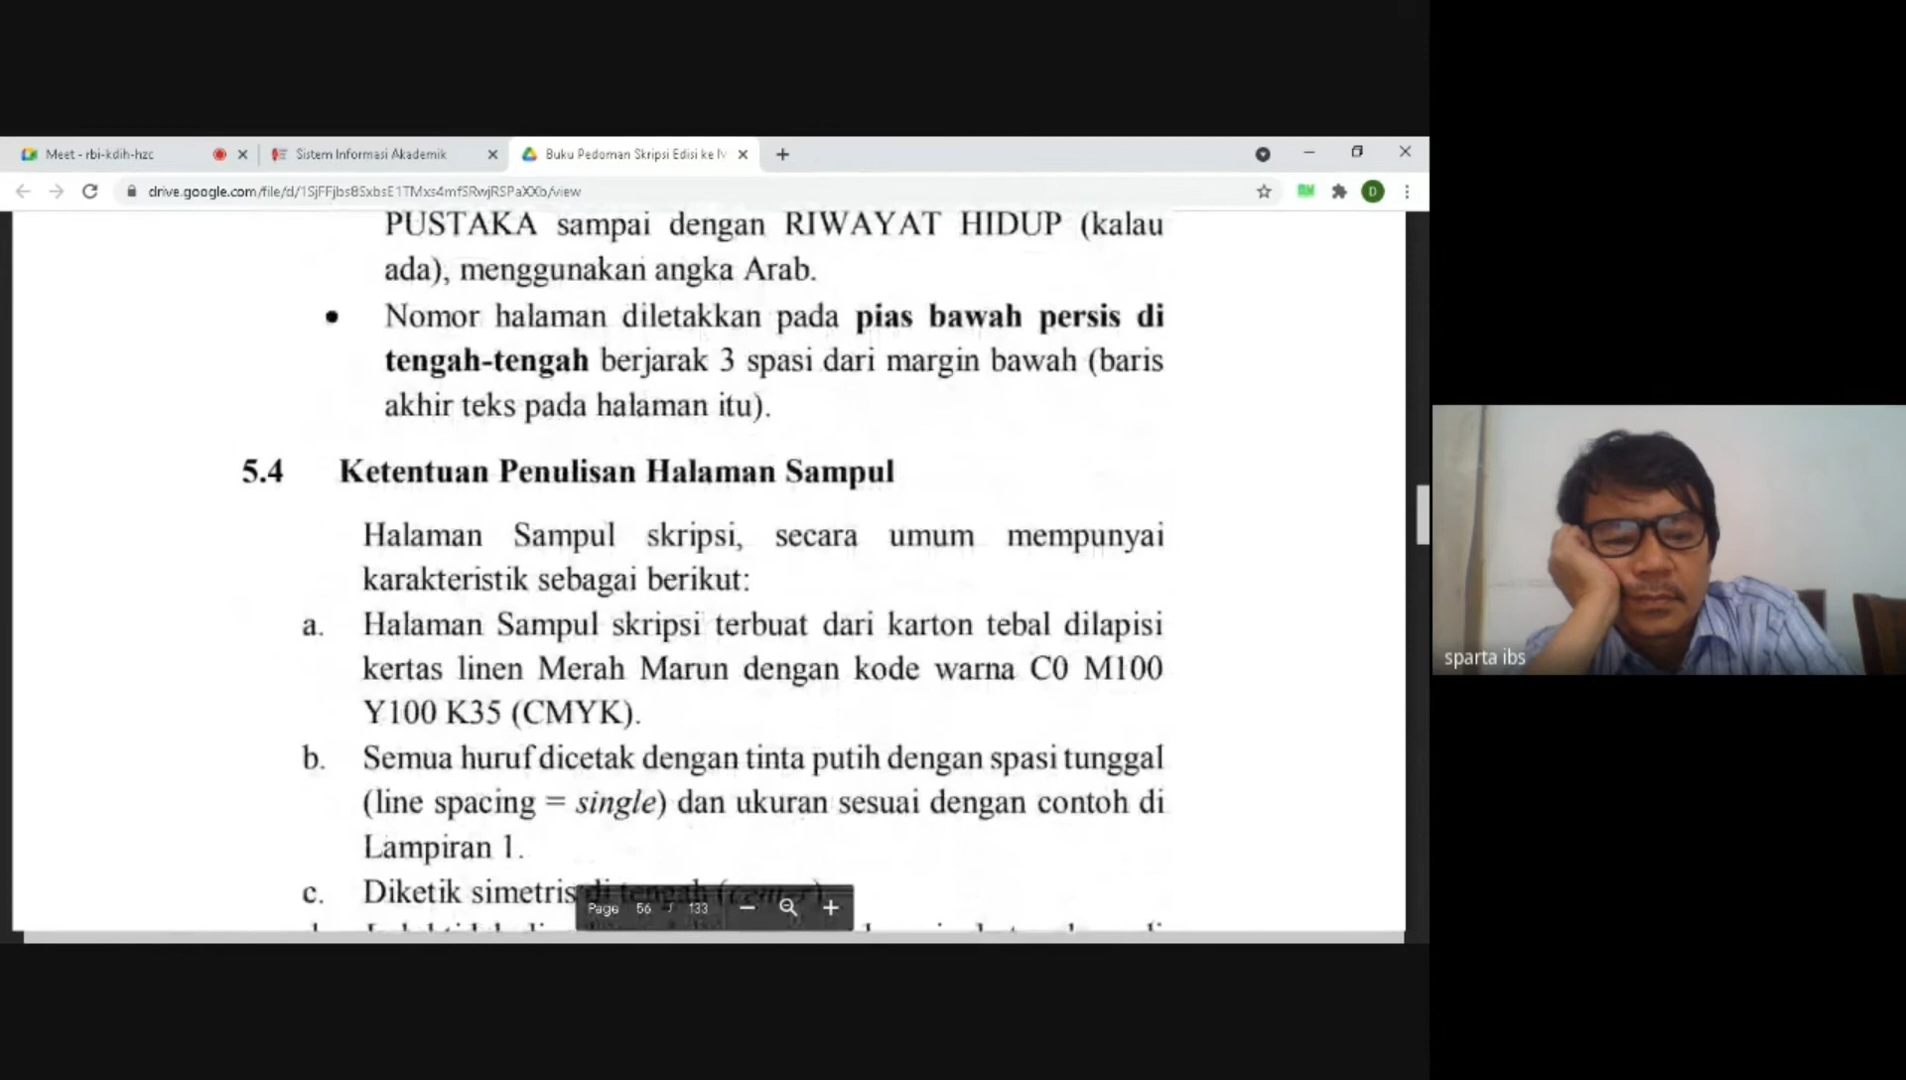 Meet - rbi-kdih-hzc
Sistem Informasi Akademik
Buku Pedoman Skripsi Edisi ke IV
drive.google.com/file/d/1SjFFjbs8SxbsE1TMxs4mfSRwjRSPaXXb/view
D
PUSTAKA sampai dengan RIWAYAT HIDUP (kalau
ada), menggunakan angka Arab.
• Nomor halaman diletakkan pada pias bawah persis di
tengah-tengah berjarak 3 spasi dari margin bawah (baris
akhir teks pada halaman itu).
5.4 Ketentuan Penulisan Halaman Sampul
Halaman Sampul skripsi, secara umum mempunyai
karakteristik sebagai berikut:
a. Halaman Sampul skripsi terbuat dari karton tebal dilapisi
kertas linen Merah Marun dengan kode warna C0 M100
Y100 K35 (CMYK).
b. Semua huruf dicetak dengan tinta putih dengan spasi tunggal
(line spacing = single) dan ukuran sesuai dengan contoh di
Lampiran 1.
c. Diketik simetris di tengah (center)
Page 56 / 133
sparta ibs